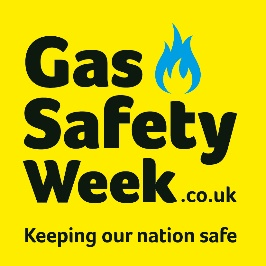 Gas
Safety
Week.co.uk
Keeping our nation safe